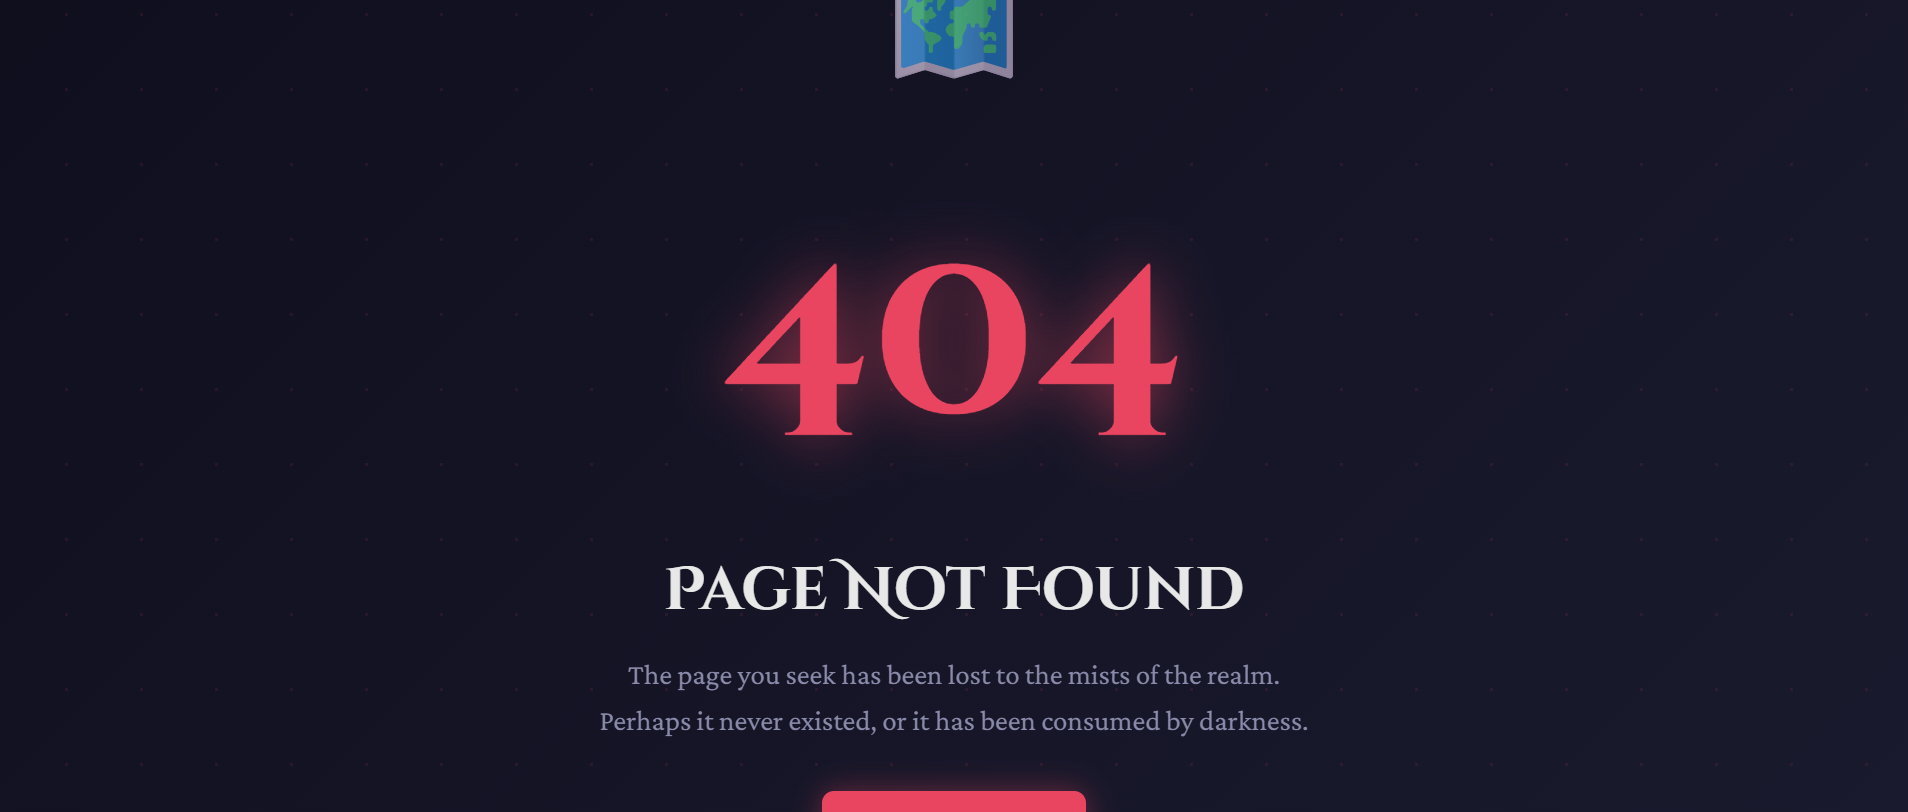 404
Page Not Found
The page you seek has been lost to the mists of the realm.
Perhaps it never existed, or it has been consumed by darkness.